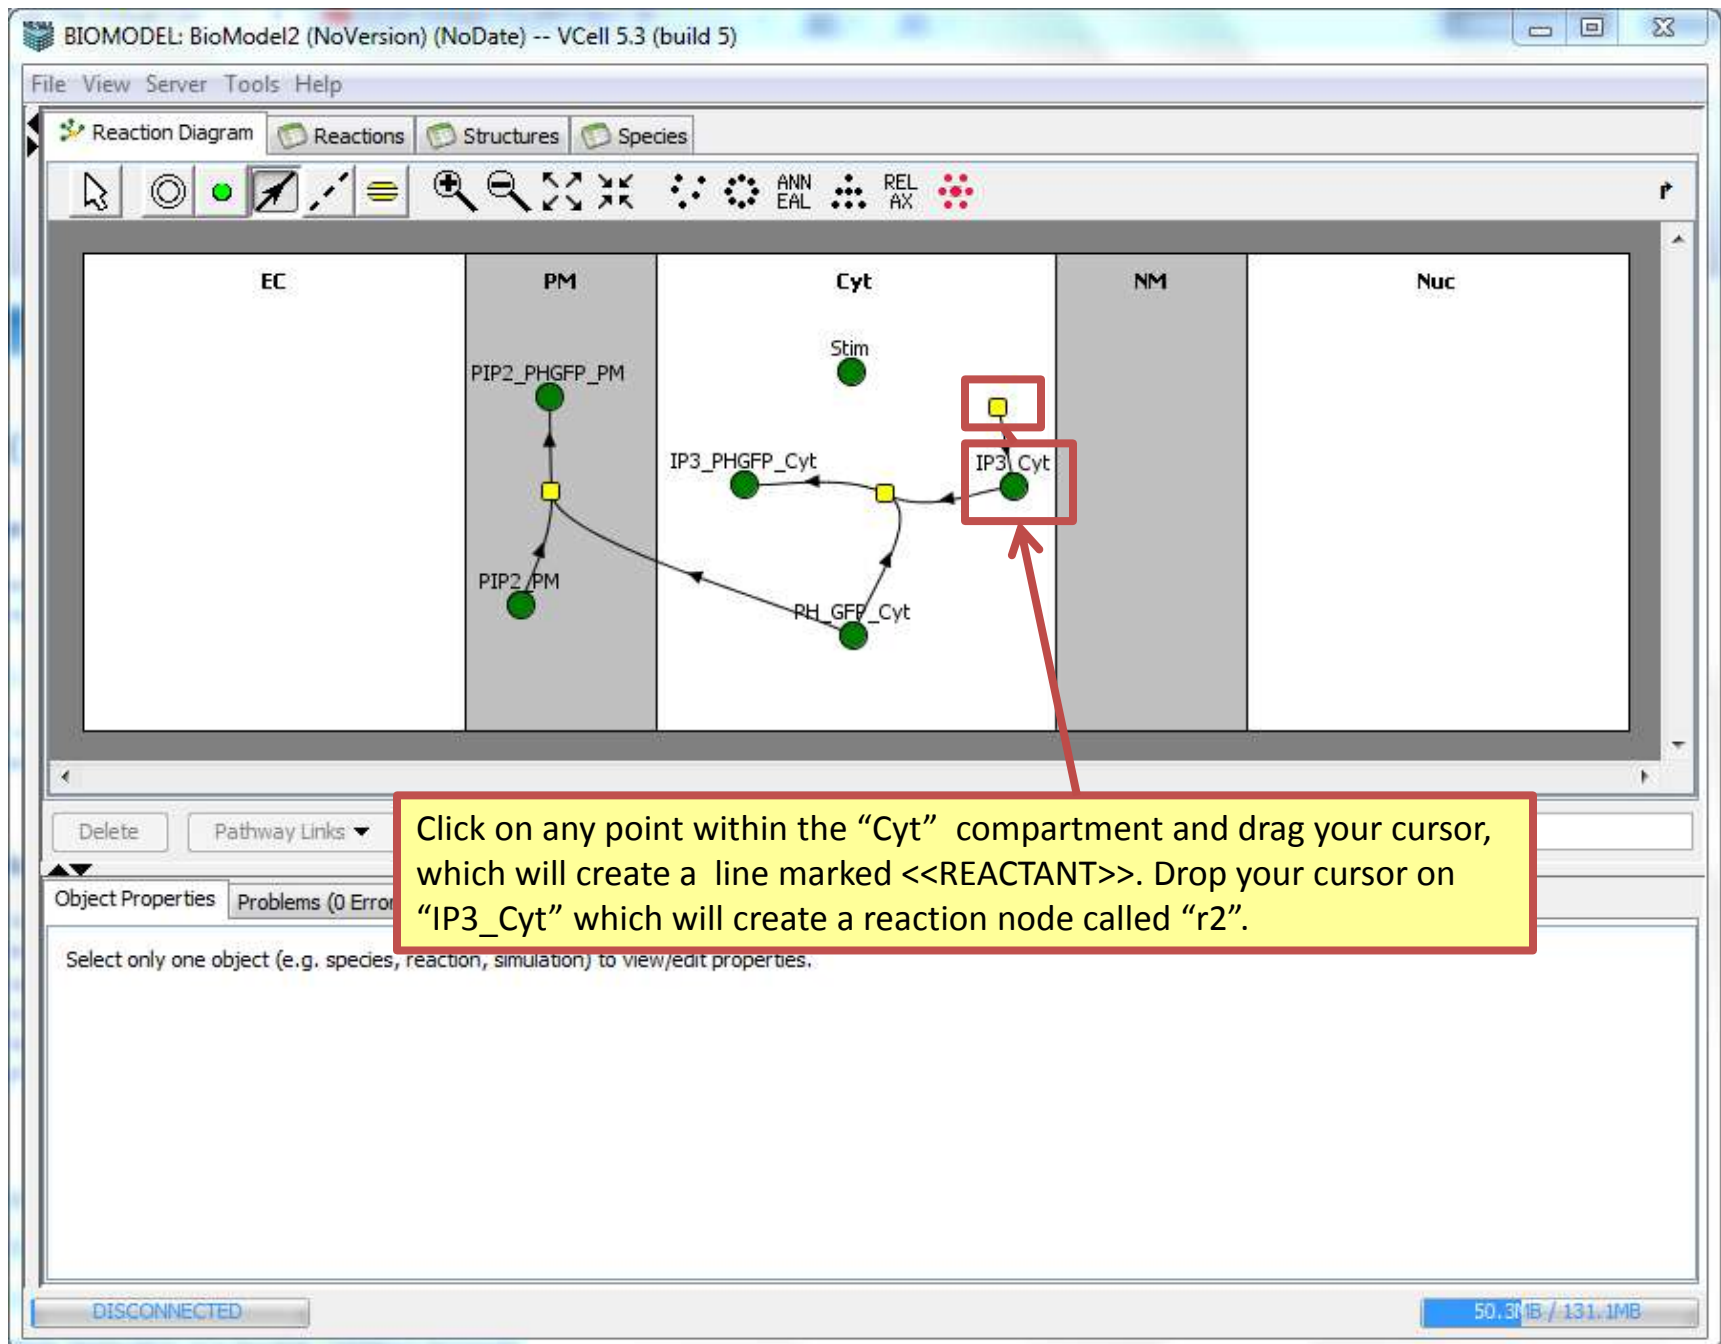 BIOMODEL: BioModel2 (NoVersion) (NoDate) -- VCell 5.3 (build 5)
File View Server Tools Help
Reaction Diagram Reactions Structures Species
ANN EAL
REL AX
EC PM Cyt NM Nuc
Stim
PIP2_PHGFP_PM
IP3_PHGFP_Cyt
IP3_Cyt
PIP2_PM
PH_GFP_Cyt
Delete Pathway Links
Click on any point within the “Cyt” compartment and drag your cursor,
which will create a line marked <<REACTANT>>. Drop your cursor on
“IP3_Cyt” which will create a reaction node called “r2”.
Object Properties Problems (0 Error
Select only one object (e.g. species, reaction, simulation) to view/edit properties.
DISCONNECTED
50.3MB / 131.1MB